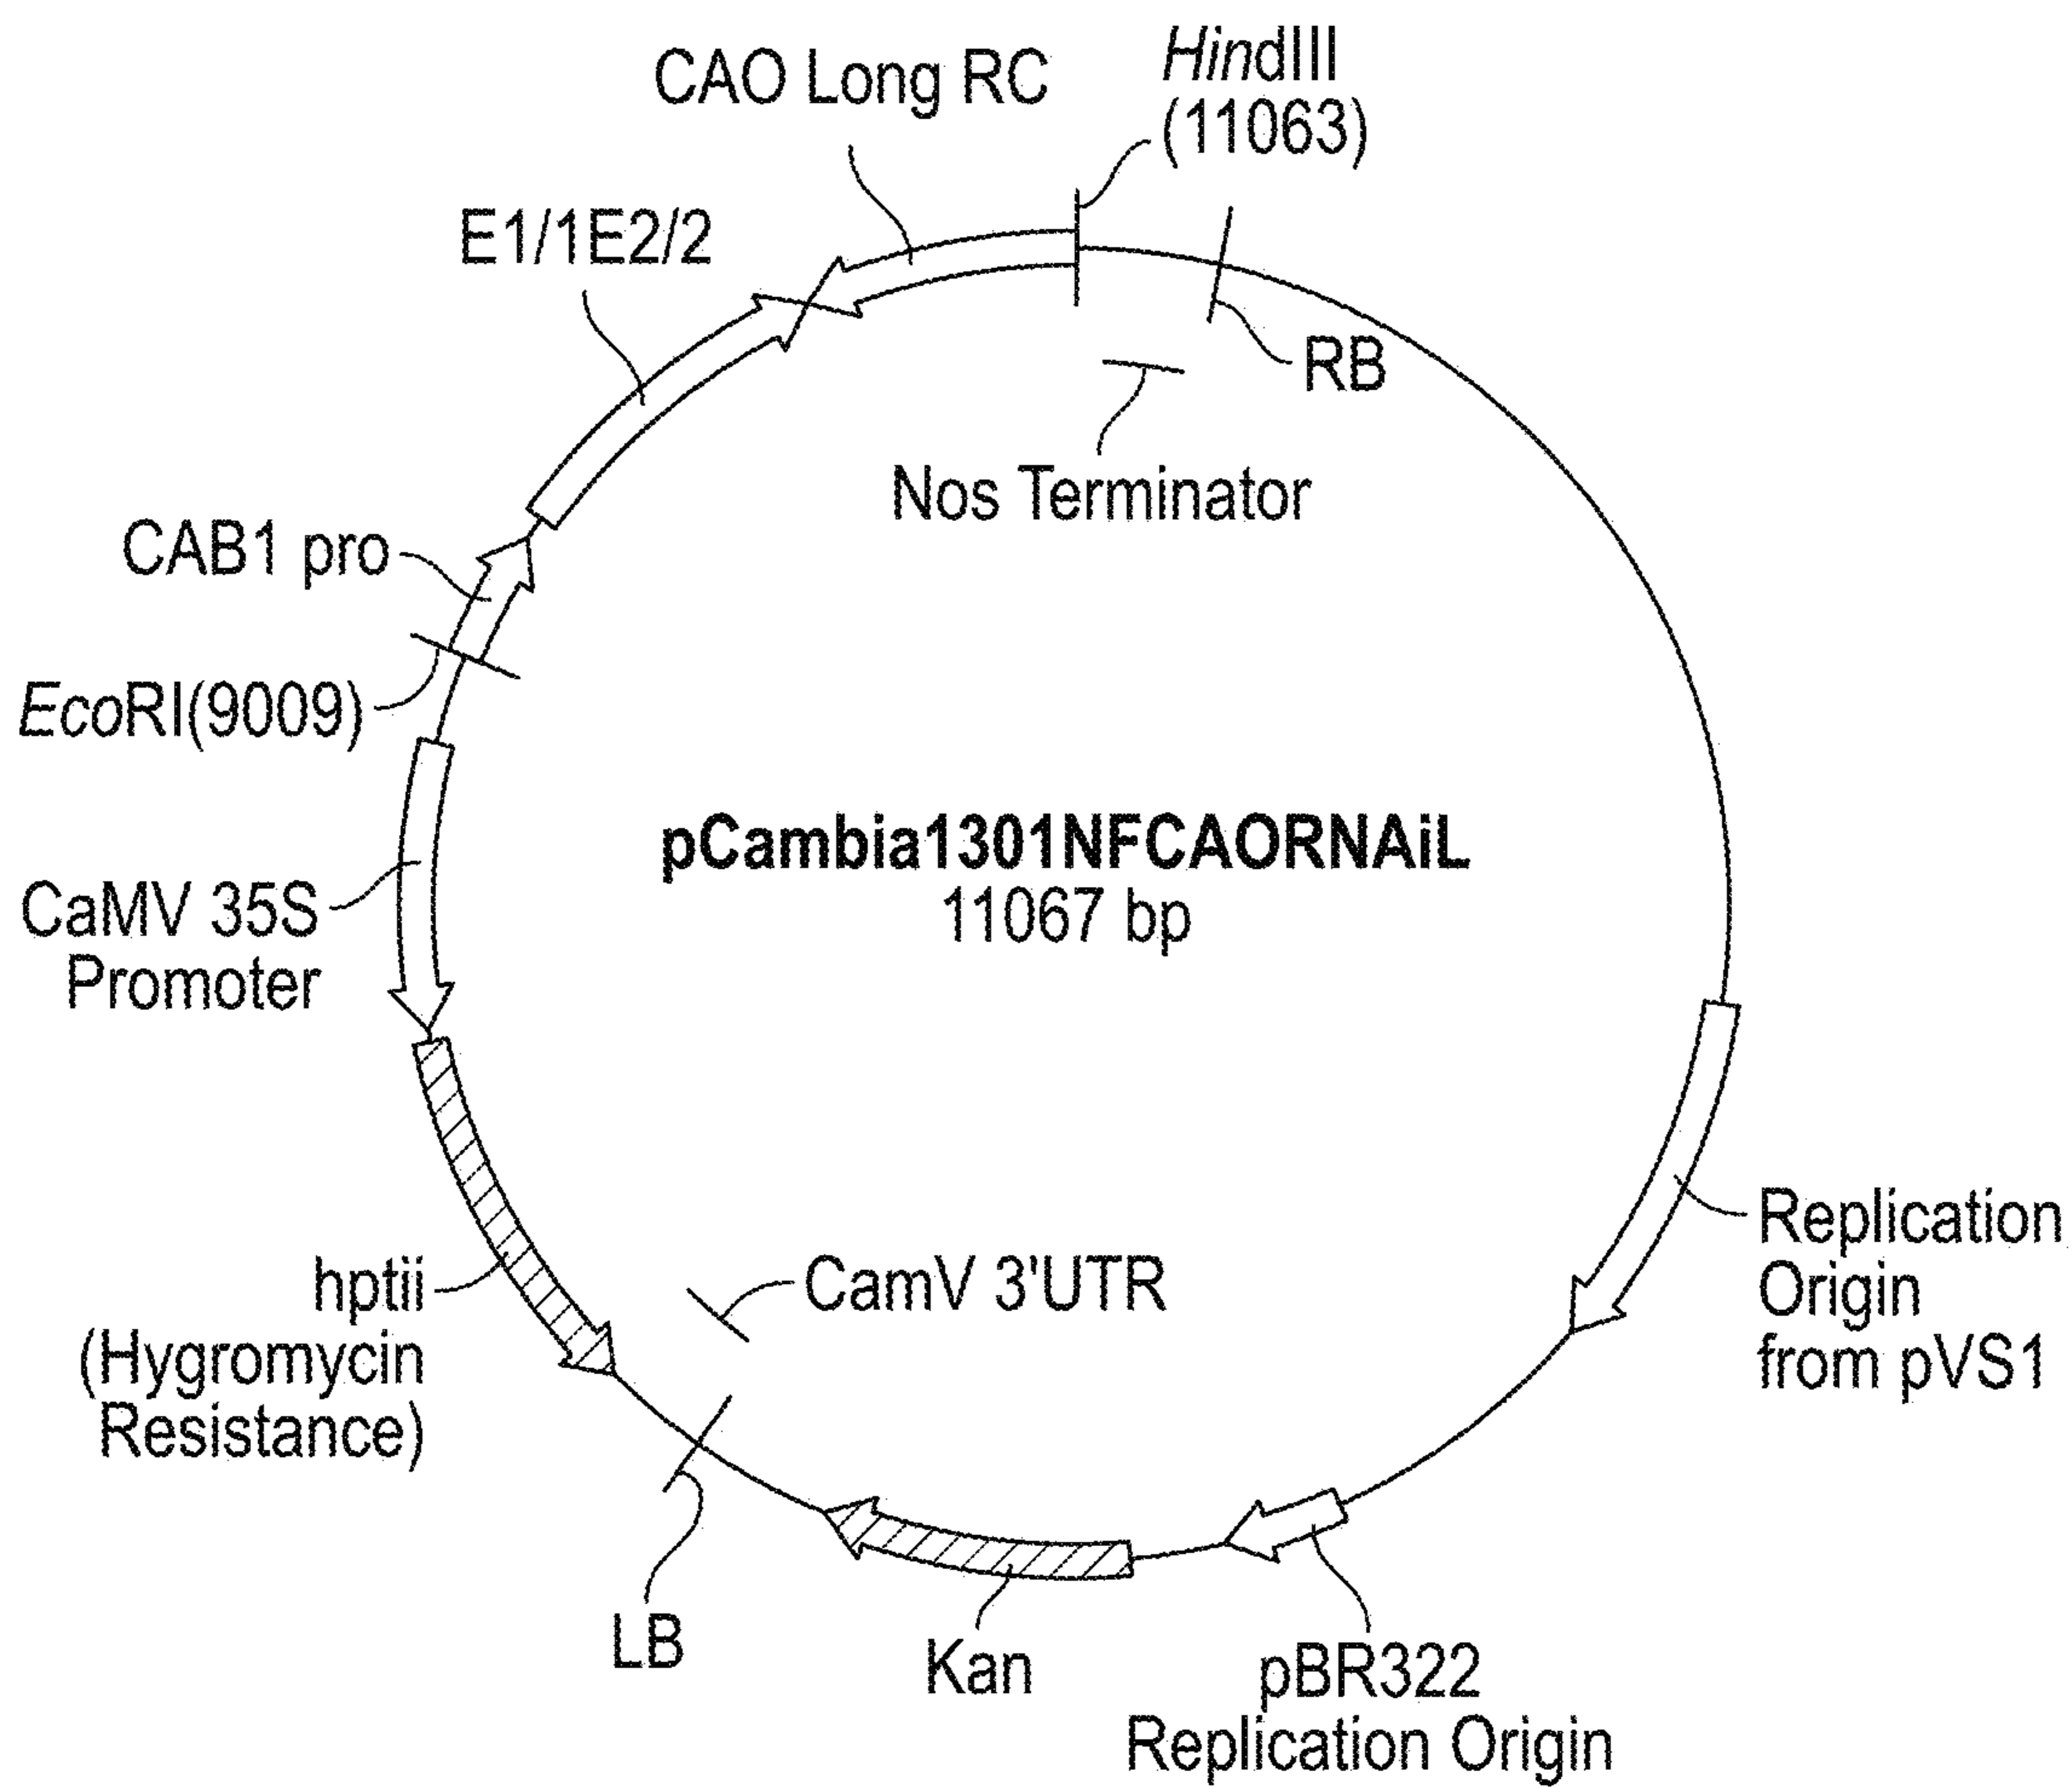 CAO Long RC
HindIII
(11063)
E1/1E2/2
RB
Nos Terminator
CAB1 pro
EcoRI(9009)
pCambia1301NFCAORNAiL
11067 bp
CaMV 35S
Promoter
Replication
Origin
from pVS1
hptii
(Hygromycin
Resistance)
CamV 3'UTR
LB
Kan
pBR322
Replication Origin